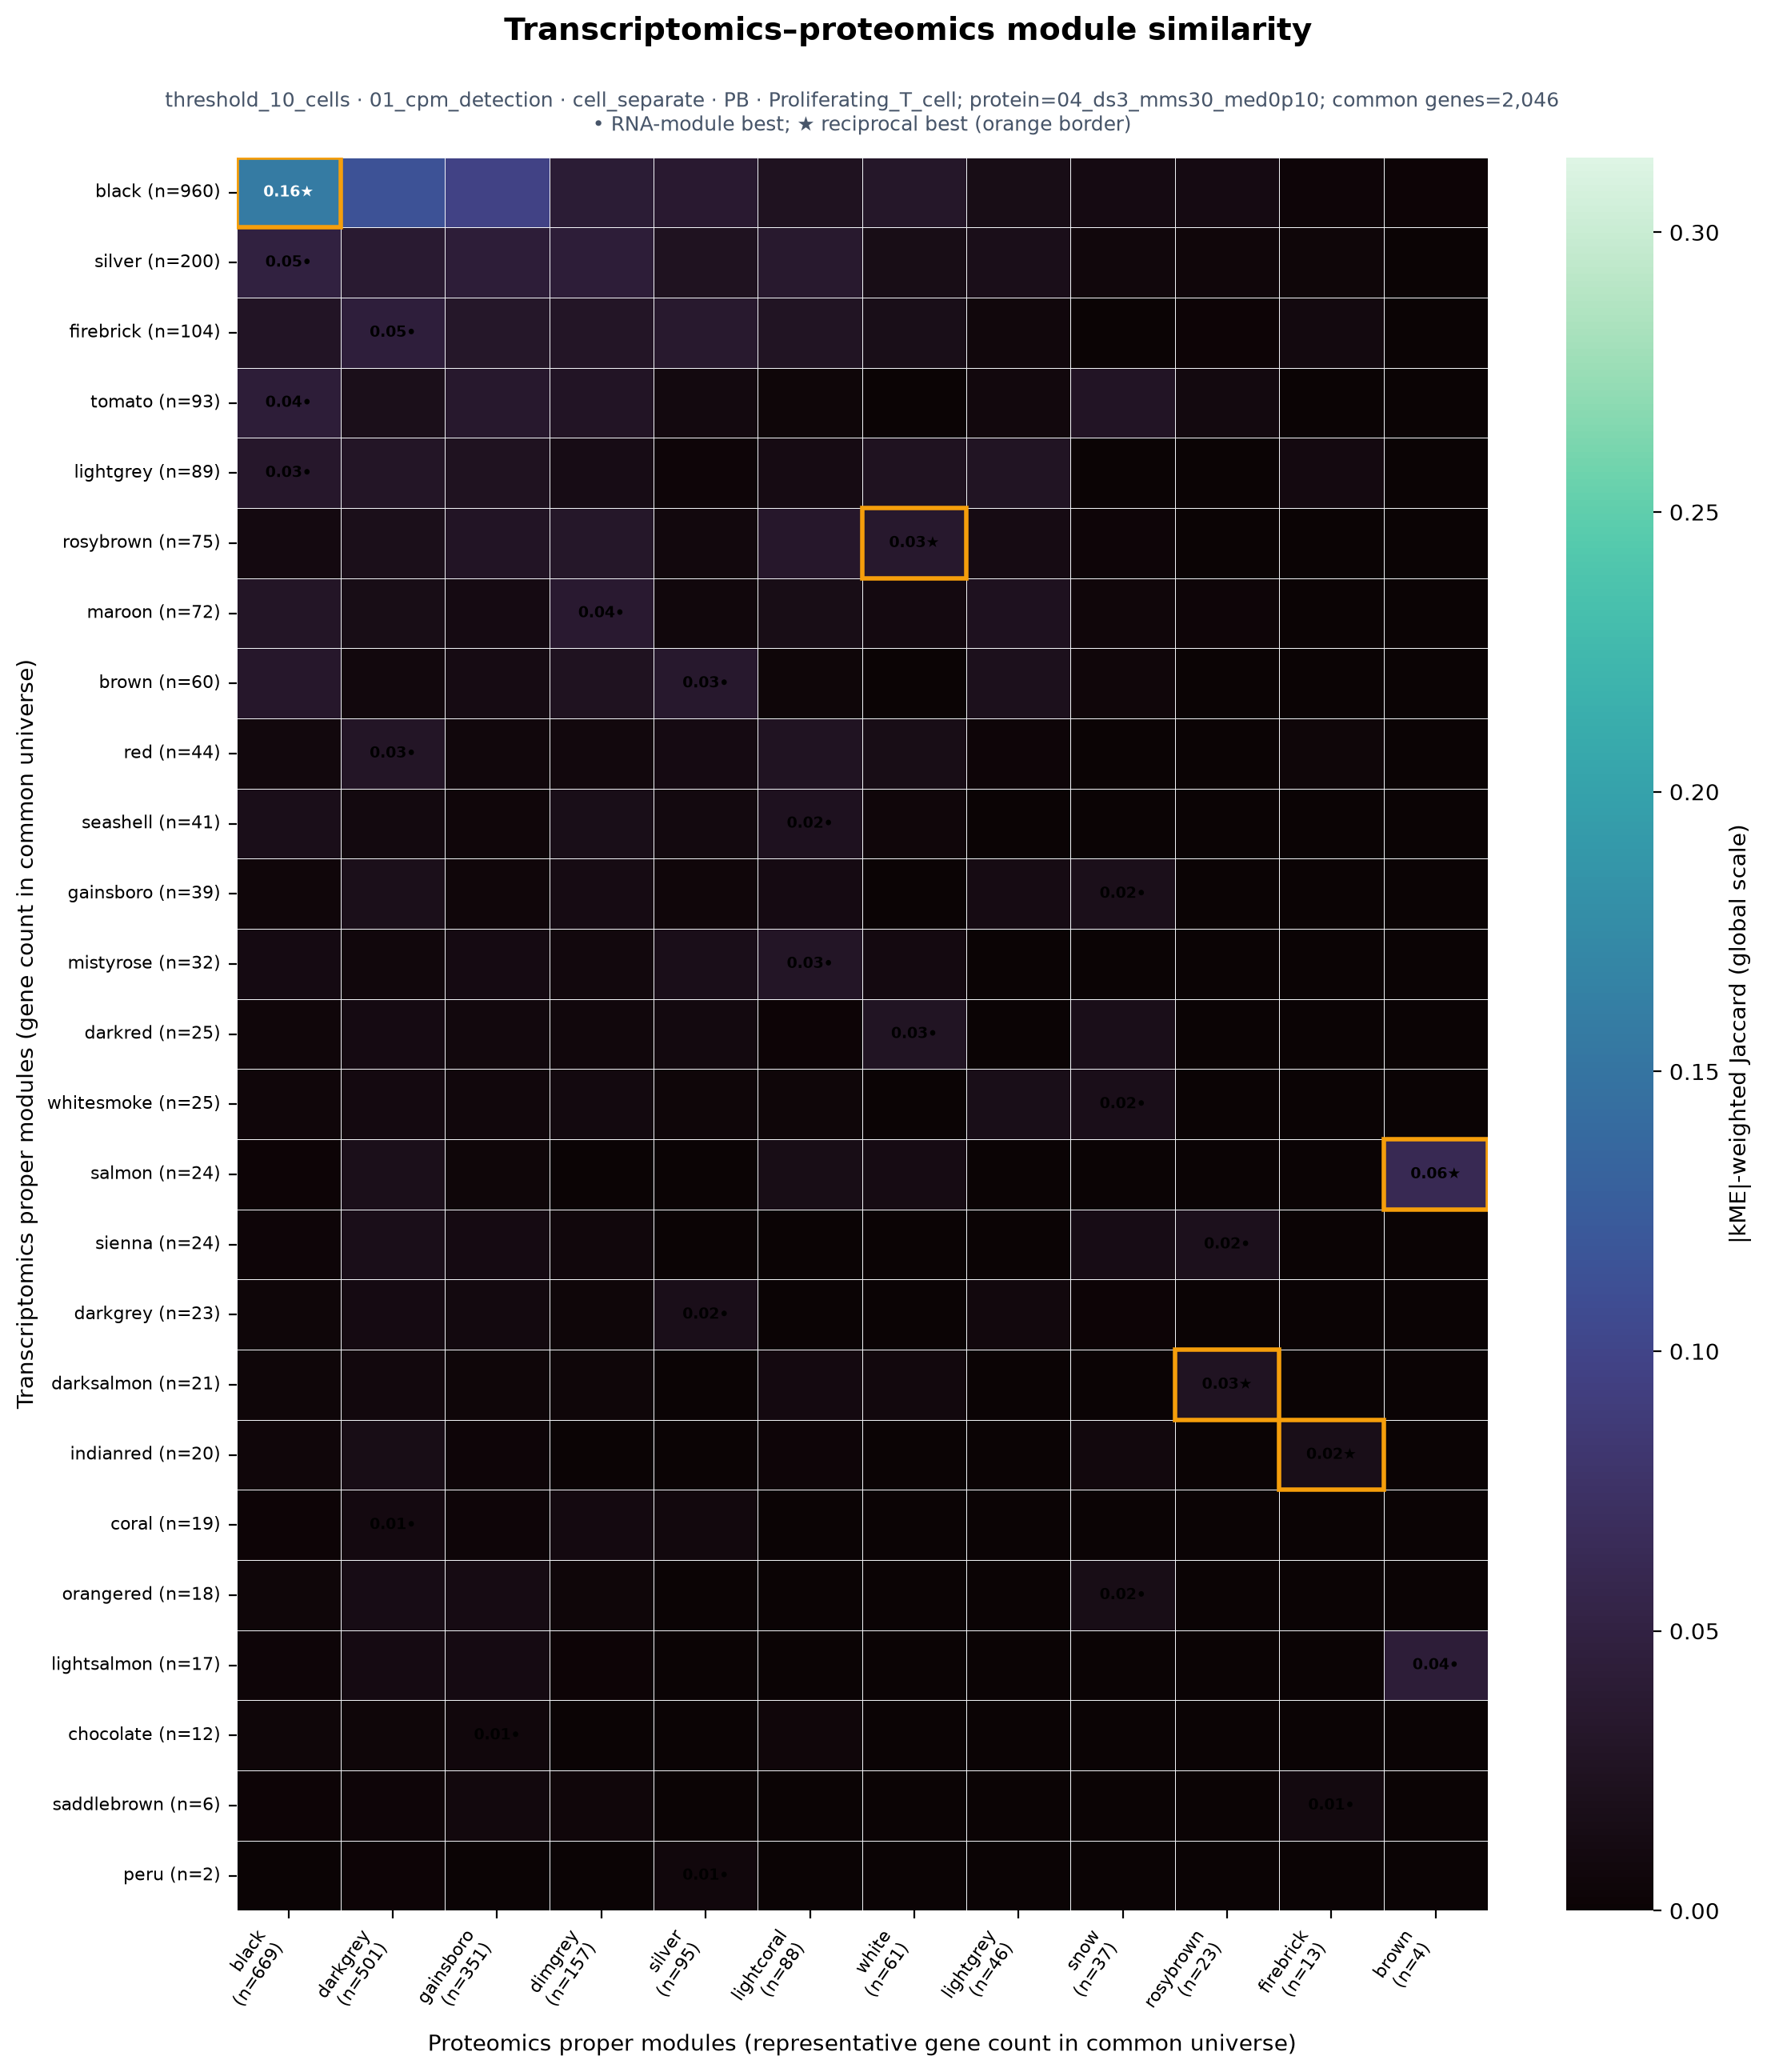 Transcriptomics–proteomics module similarity
threshold_10_cells · 01_cpm_detection · cell_separate · PB · Proliferating_T_cell; protein=04_ds3_mms30_med0p10; common genes=2,046
• RNA-module best; ★ reciprocal best (orange border)
Transcriptomics proper modules (gene count in common universe)
black (n=960)
0.16★
silver (n=200)
0.05•
firebrick (n=104)
0.05•
tomato (n=93)
0.04•
lightgrey (n=89)
0.03•
rosybrown (n=75)
0.03★
maroon (n=72)
0.04•
brown (n=60)
0.03•
red (n=44)
0.03•
seashell (n=41)
0.02•
gainsboro (n=39)
0.02•
mistyrose (n=32)
0.03•
darkred (n=25)
0.03•
whitesmoke (n=25)
0.02•
salmon (n=24)
0.06★
sienna (n=24)
0.02•
darkgrey (n=23)
0.02•
darksalmon (n=21)
0.03★
indianred (n=20)
0.02★
coral (n=19)
0.01•
orangered (n=18)
0.02•
lightsalmon (n=17)
0.04•
chocolate (n=12)
0.01•
saddlebrown (n=6)
0.01•
peru (n=2)
0.01•
black
(n=669)
darkgrey
(n=501)
gainsboro
(n=351)
dimgrey
(n=157)
silver
(n=95)
lightcoral
(n=88)
white
(n=61)
lightgrey
(n=46)
snow
(n=37)
rosybrown
(n=23)
firebrick
(n=13)
brown
(n=4)
Proteomics proper modules (representative gene count in common universe)
0.30
0.25
0.20
0.15
0.10
0.05
0.00
|kME|-weighted Jaccard (global scale)